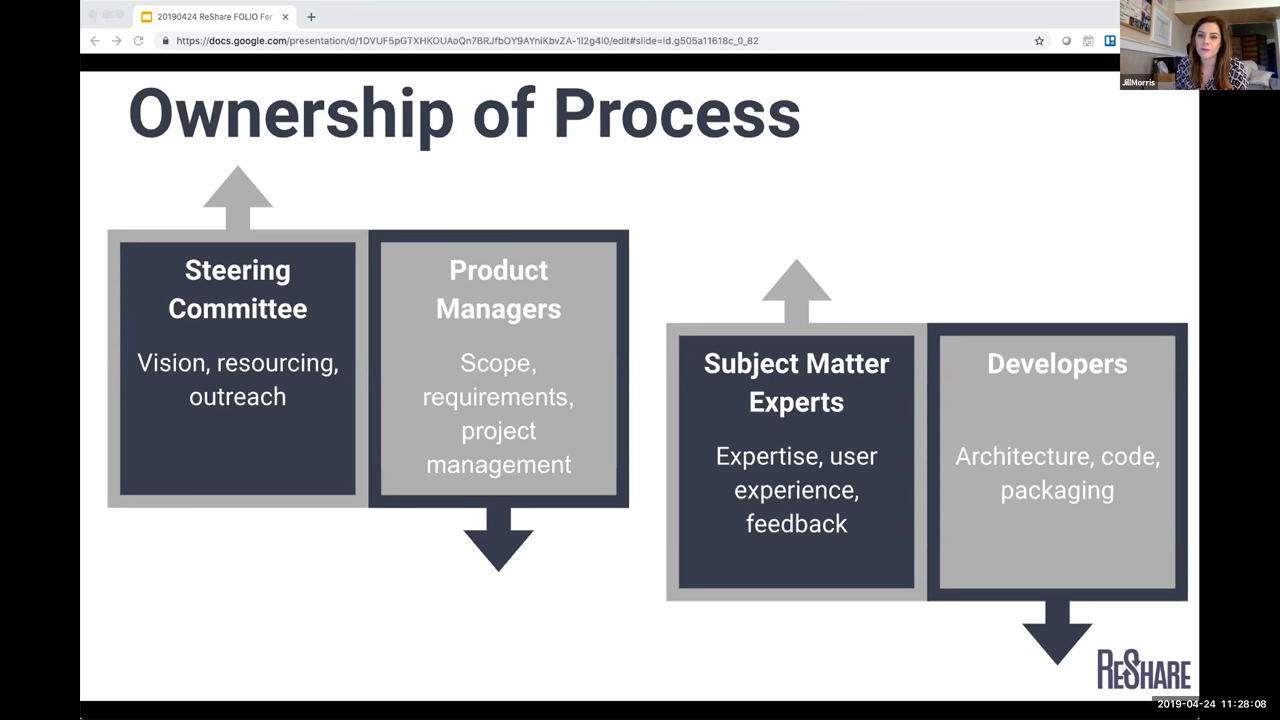 20190424 ReShare FOLIO For
https://docs.google.com/presentation/d/1DVUF5pGTXHKOUAoQn7BRJfbOY9AYniKbvZA-1I2g4l0/edit#slide=id.g505a11618c_0_82
JillMorris
Ownership of Process
Steering
Committee
Vision, resourcing,
outreach
Product
Managers
Scope,
requirements,
project
management
Subject Matter
Experts
Expertise, user
experience,
feedback
Developers
Architecture, code,
packaging
RESHARE
2019-04-24 11:28:08